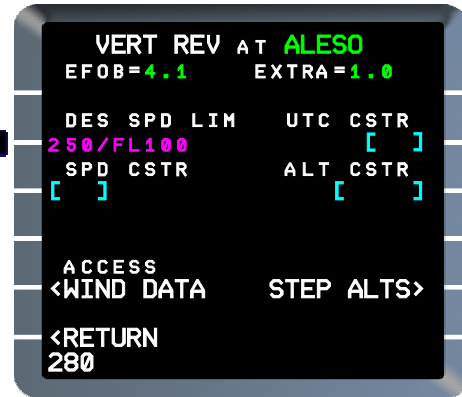 VERT REV AT ALESO
EFOB=4.1 EXTRA=1.0
DES SPD LIM UTC CSTR
250/FL100 [ ]
SPD CSTR ALT CSTR
[ ] [ ]
ACCESS
<WIND DATA STEP ALTS>
<RETURN
280